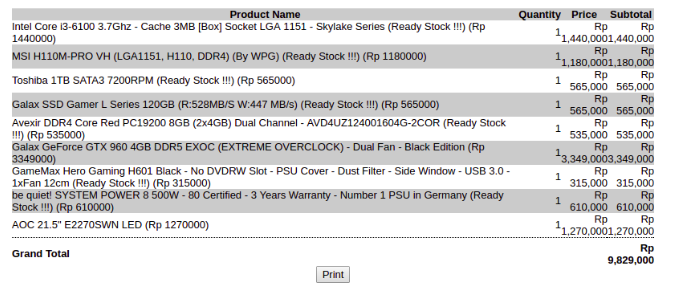 Product Name Quantity Price Subtotal
Intel Core i3-6100 3.7Ghz - Cache 3MB [Box] Socket LGA 1151 - Skylake Series (Ready Stock !!!) (Rp 1 Rp Rp
1440000) 1,440,000 1,440,000
MSI H110M-PRO VH (LGA1151, H110, DDR4) (By WPG) (Ready Stock !!!) (Rp 1180000) 1 Rp Rp
1,180,000 1,180,000
Toshiba 1TB SATA3 7200RPM (Ready Stock !!!) (Rp 565000) 1 Rp Rp
565,000 565,000
Galax SSD Gamer L Series 120GB (R:528MB/S W:447 MB/s) (Ready Stock !!!) (Rp 565000) 1 Rp Rp
565,000 565,000
Avexir DDR4 Core Red PC19200 8GB (2x4GB) Dual Channel - AVD4UZ124001604G-2COR (Ready Stock 1 Rp Rp
!!!) (Rp 535000) 535,000 535,000
Galax GeForce GTX 960 4GB DDR5 EXOC (EXTREME OVERCLOCK) - Dual Fan - Black Edition (Rp 1 Rp Rp
3349000) 3,349,000 3,349,000
GameMax Hero Gaming H601 Black - No DVDRW Slot - PSU Cover - Dust Filter - Side Window - USB 3.0 - 1 Rp Rp
1xFan 12cm (Ready Stock !!!) (Rp 315000) 315,000 315,000
be quiet! SYSTEM POWER 8 500W - 80 Certified - 3 Years Warranty - Number 1 PSU in Germany (Ready 1 Rp Rp
Stock !!!) (Rp 610000) 610,000 610,000
AOC 21.5" E2270SWN LED (Rp 1270000) 1 Rp Rp
1,270,000 1,270,000
Grand Total Rp
9,829,000
Print